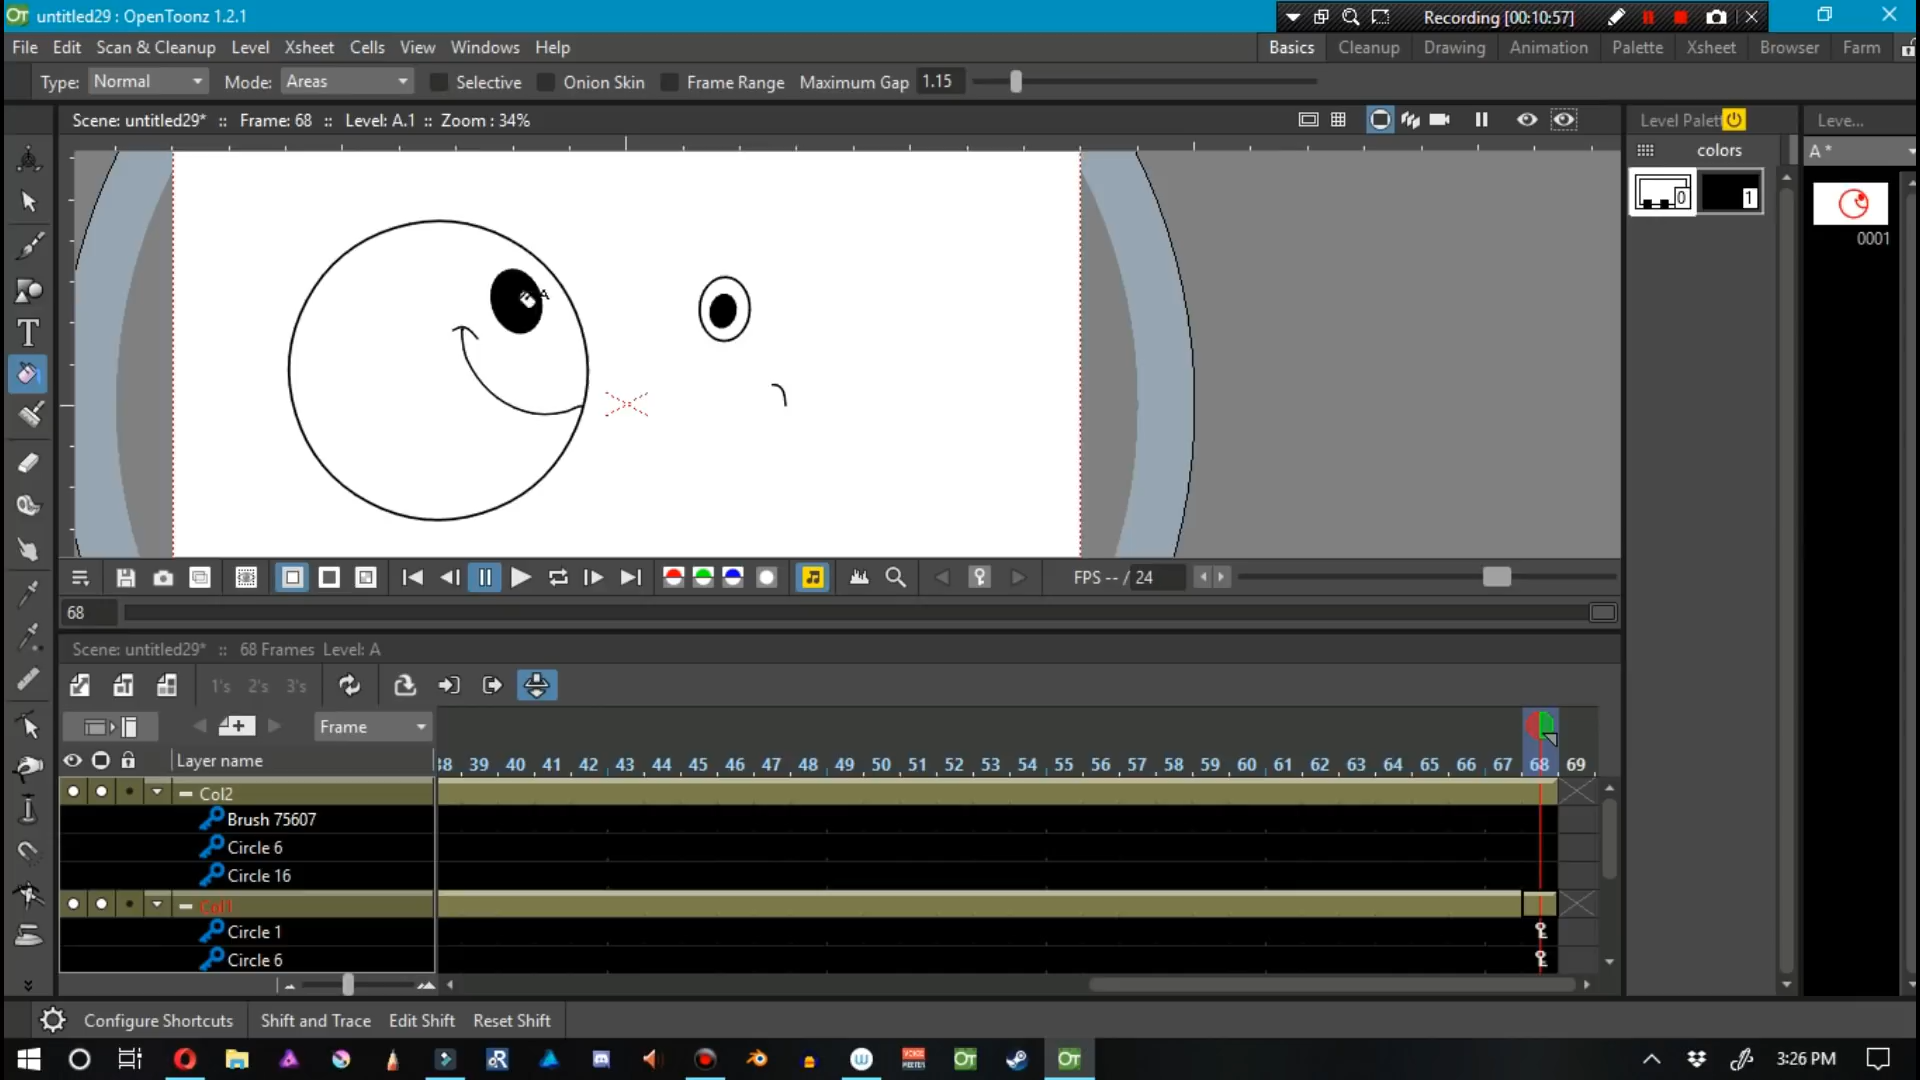 untitled29 : OpenToonz 1.2.1
Recording [00:10:57]
File Edit Scan & Cleanup Level Xsheet Cells View Windows Help
Basics Cleanup Drawing Animation Palette Xsheet Browser Farm
Type: Normal Mode: Areas Selective Onion Skin Frame Range Maximum Gap 1.15
Scene: untitled29* :: Frame: 68 :: Level: A.1 :: Zoom : 34%
Level Palet
Leve...
colors
A *
0
1
0001
FPS -- / 24
68
Scene: untitled29* :: 68 Frames Level: A
1's 2's 3's
Frame
Layer name
38 39 40 41 42 43 44 45 46 47 48 49 50 51 52 53 54 55 56 57 58 59 60 61 62 63 64 65 66 67 68 69
Col2
Brush 75607
Circle 6
Circle 16
Col1
Circle 1
Circle 6
Configure Shortcuts Shift and Trace Edit Shift Reset Shift
3:26 PM